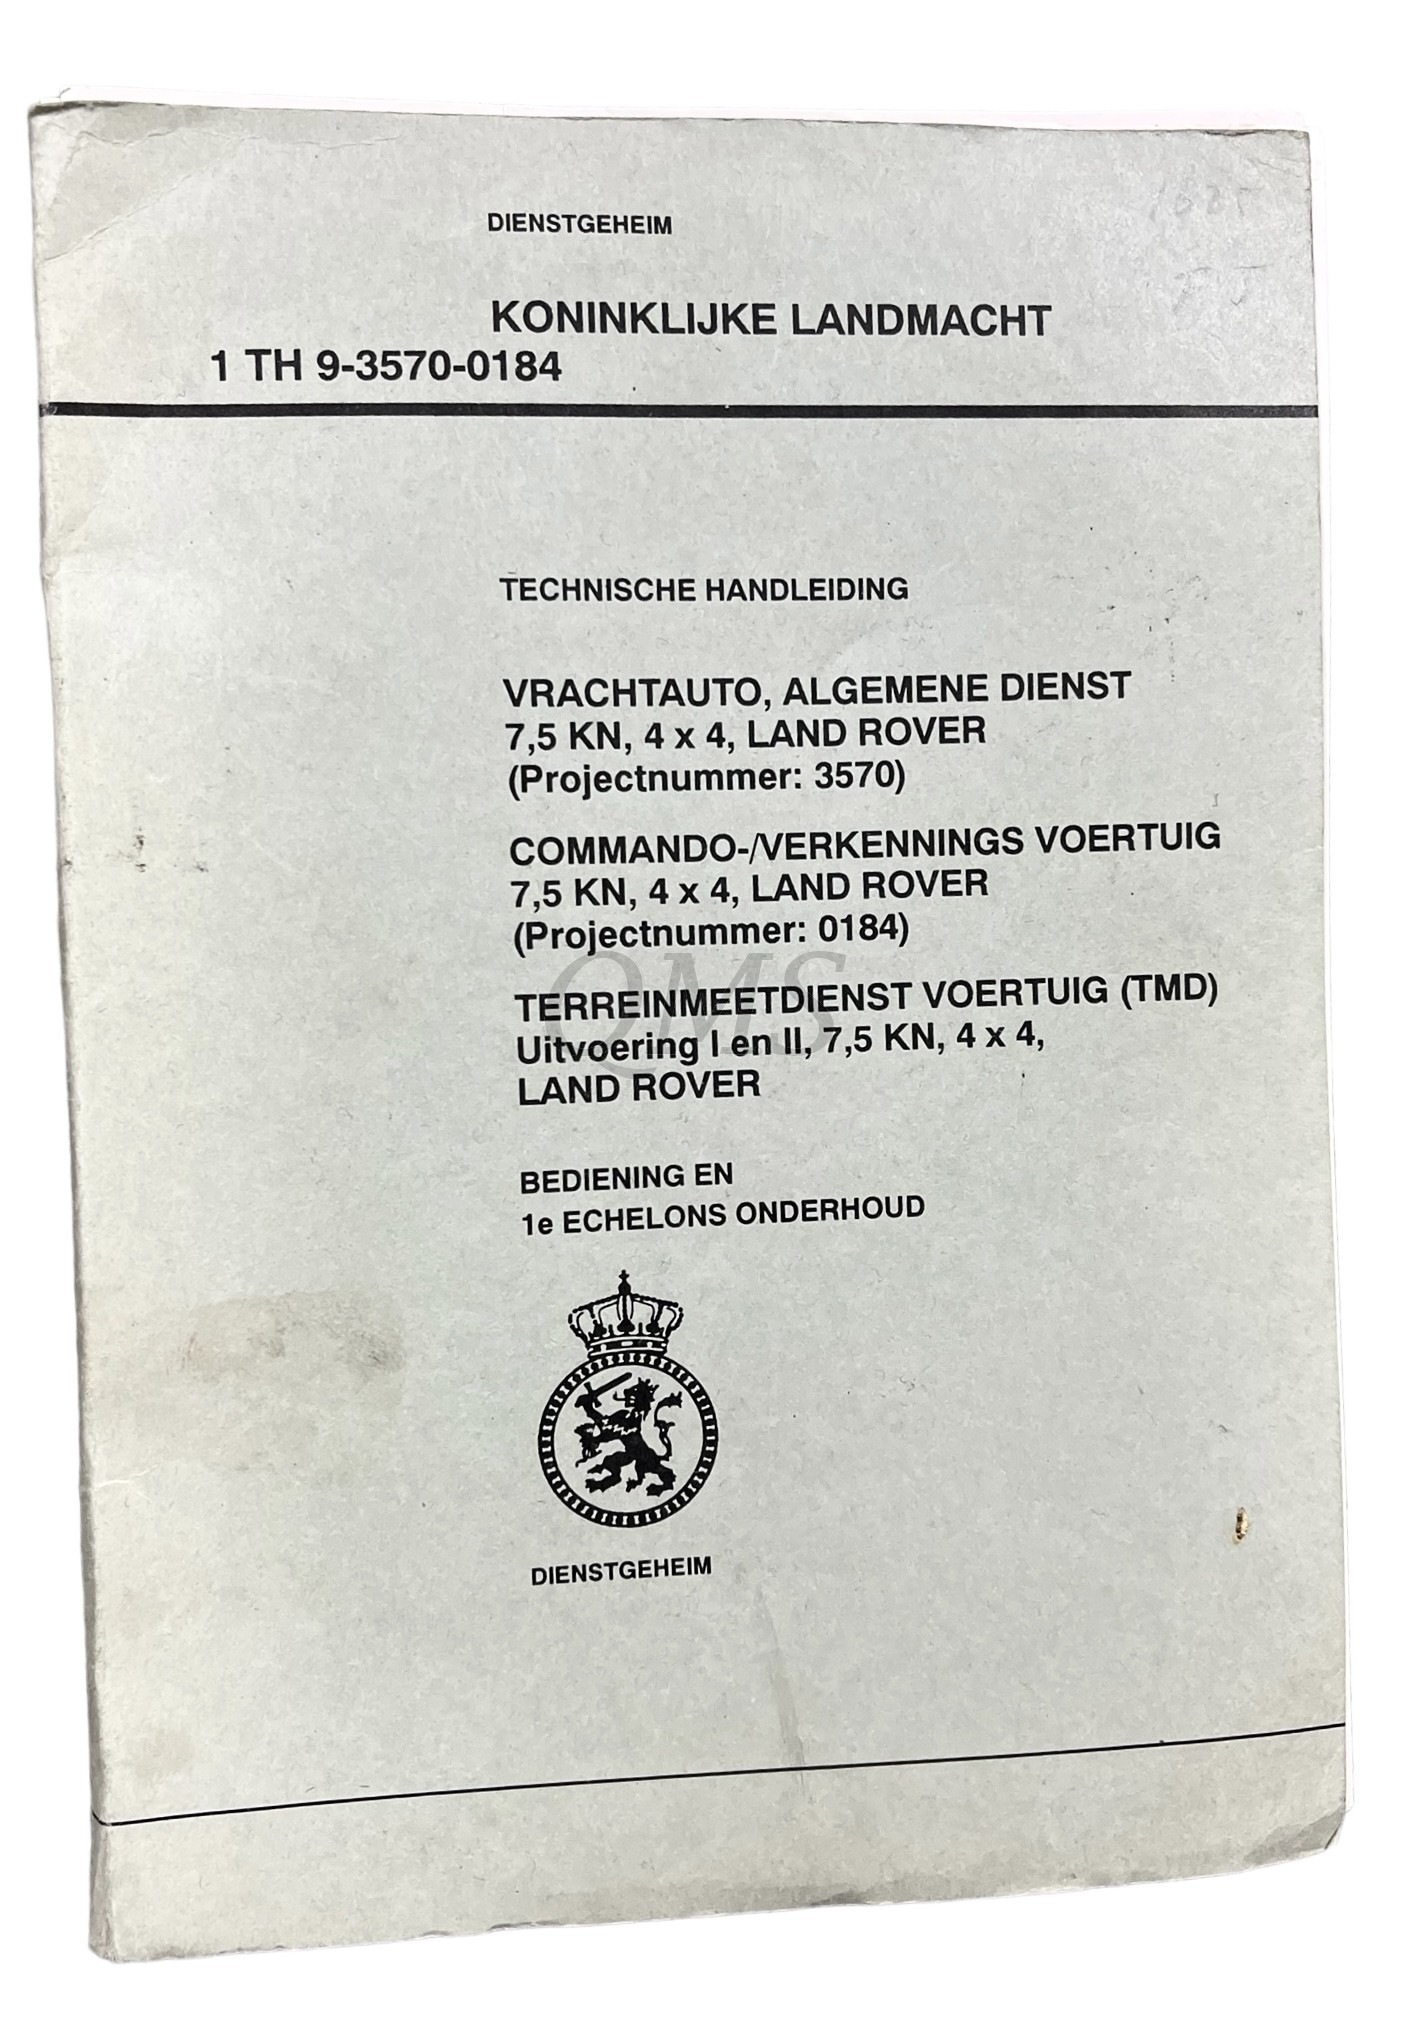 DIENSTGEHEIM
KONINKLIJKE LANDMACHT
1 TH 9-3570-0184
TECHNISCHE HANDLEIDING
VRACHTAUTO, ALGEMENE DIENST
7,5 KN, 4 x 4, LAND ROVER
(Projectnummer: 3570)
COMMANDO-/VERKENNINGS VOERTUIG
7,5 KN, 4 x 4, LAND ROVER
(Projectnummer: 0184)
QMS
TERREINMEETDIENST VOERTUIG (TMD)
Uitvoering I en II, 7,5 KN, 4 x 4,
LAND ROVER
BEDIENING EN
1e ECHELONS ONDERHOUD
DIENSTGEHEIM